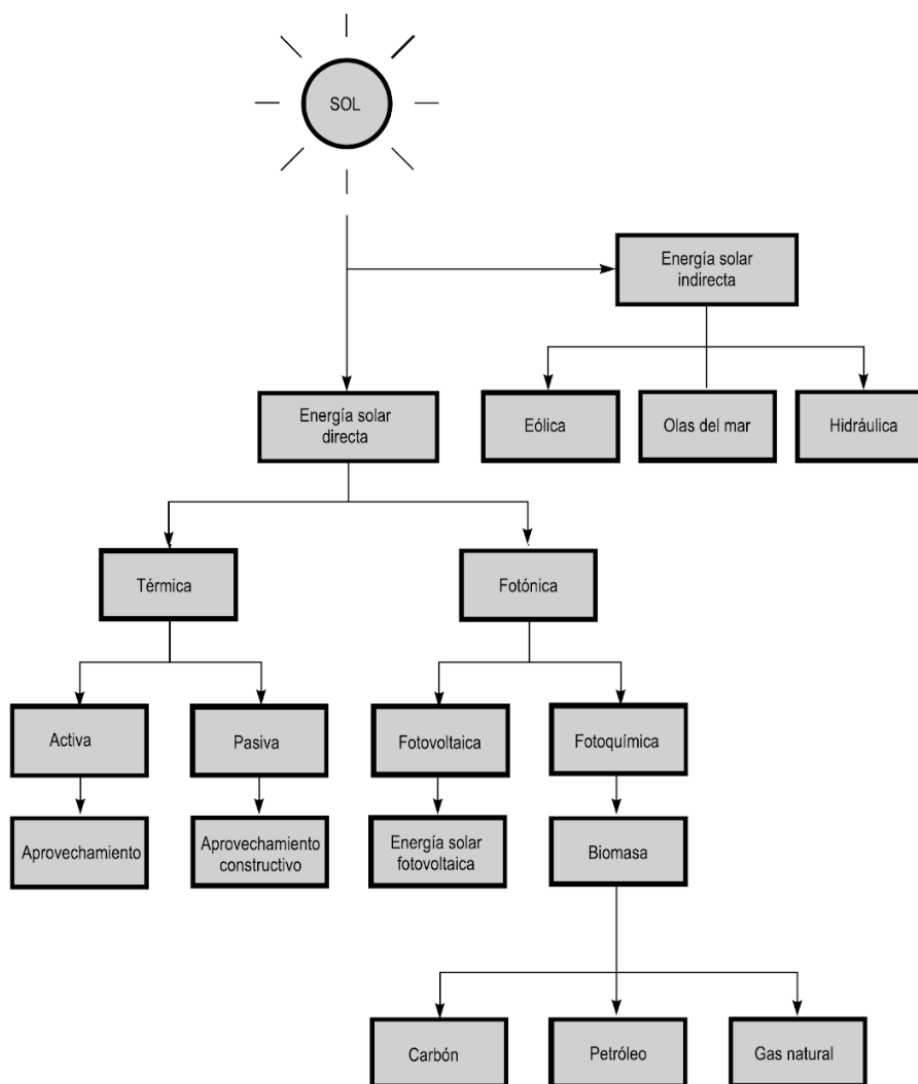 SOL
Energía solar
indirecta
Eólica
Olas del mar
Hidráulica
Energía solar
directa
Térmica
Fotónica
Activa
Pasiva
Fotovoltaica
Fotoquímica
Aprovechamiento
Aprovechamiento
constructivo
Energía solar
fotovoltaica
Biomasa
Carbón
Petróleo
Gas natural